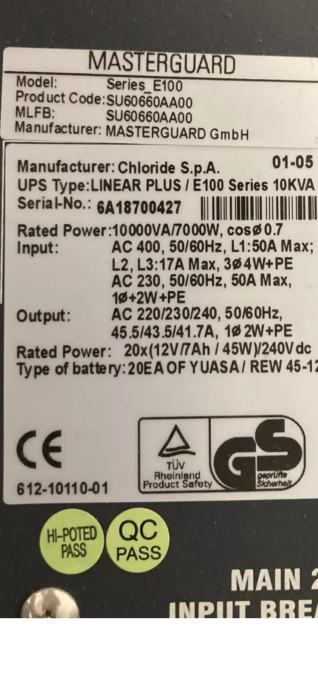 MASTERGUARD
Model: Series_E100
Product Code: SU60660AA00
MLFB: SU60660AA00
Manufacturer: MASTERGUARD GmbH
Manufacturer: Chloride S.p.A. 01-05
UPS Type: LINEAR PLUS / E100 Series 10KVA
Serial-No.: 6A18700427
Rated Power: 10000VA/7000W, cosø 0.7
Input: AC 400, 50/60Hz, L1:50A Max;
L2, L3:17A Max, 3ø 4W+PE
AC 230, 50/60Hz, 50A Max,
1ø+2W+PE
Output: AC 220/230/240, 50/60Hz,
45.5/43.5/41.7A, 1ø 2W+PE
Rated Power: 20x(12V/7Ah / 45W)/240Vdc
Type of battery: 20EA OF YUASA / REW 45-12
CE
TÜV
Rheinland
Product Safety
GS
geprüfte
Sicherheit
612-10110-01
HI-POTED
PASS
QC
PASS
MAIN 2
INPUT BREA